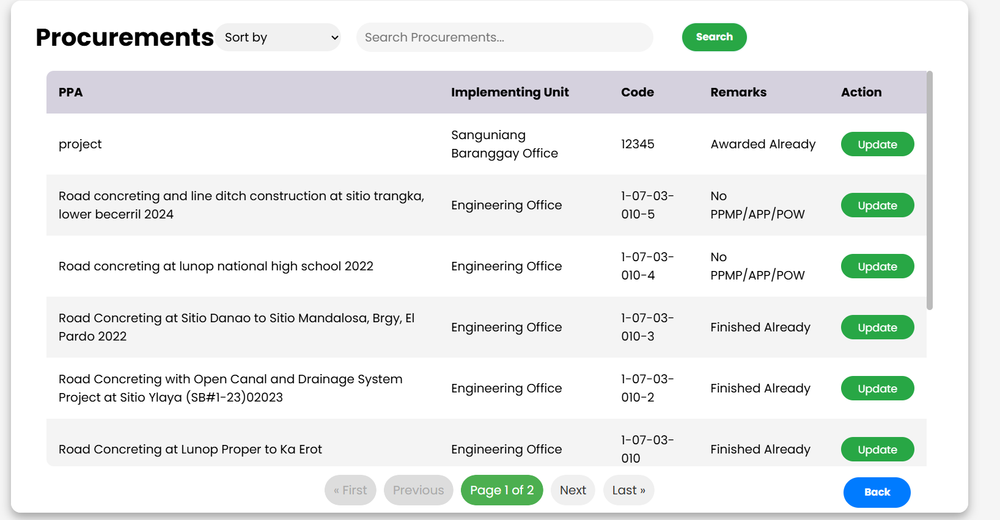 Procurements Sort by Search Procurements... Search
PPA Implementing Unit Code Remarks Action
project
Sanguniang
Baranggay Office
12345
Awarded Already
Update
Road concreting and line ditch construction at sitio trangka,
lower becerril 2024
Engineering Office
1-07-03-
010-5
No
PPMP/APP/POW
Update
Road concreting at lunop national high school 2022
Engineering Office
1-07-03-
010-4
No
PPMP/APP/POW
Update
Road Concreting at Sitio Danao to Sitio Mandalosa, Brgy, El
Pardo 2022
Engineering Office
1-07-03-
010-3
Finished Already
Update
Road Concreting with Open Canal and Drainage System
Project at Sitio Ylaya (SB#1-23)02023
Engineering Office
1-07-03-
010-2
Finished Already
Update
Road Concreting at Lunop Proper to Ka Erot
Engineering Office
1-07-03-
010
Finished Already
Update
« First Previous Page 1 of 2 Next Last » Back